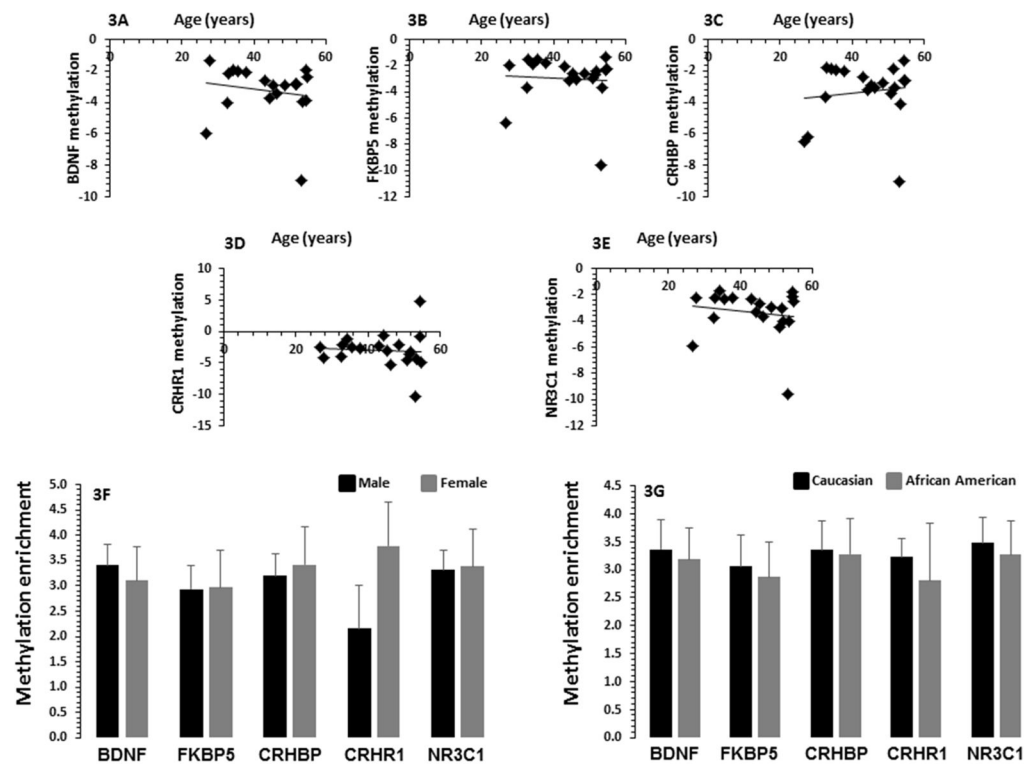 3A Age (years)
0 20 40 60
0
-2
-4
-6
-8
-10
BDNF methylation
3B Age (years)
0 20 40 60
0
-2
-4
-6
-8
-10
-12
FKBP5 methylation
3C Age (years)
0 20 40 60
0
-2
-4
-6
-8
-10
CRHBP methylation
3D Age (years)
10
5
0
-5
-10
-15
0 20 40 60
CRHR1 methylation
3E Age (years)
0 20 40 60
0
-2
-4
-6
-8
-10
-12
NR3C1 methylation
3F
Male Female
5.0
4.5
4.0
3.5
3.0
2.5
2.0
1.5
1.0
0.5
0.0
Methylation enrichment
BDNF FKBP5 CRHBP CRHR1 NR3C1
3G
Caucasian African American
4.5
4.0
3.5
3.0
2.5
2.0
1.5
1.0
0.5
0.0
Methylation enrichment
BDNF FKBP5 CRHBP CRHR1 NR3C1